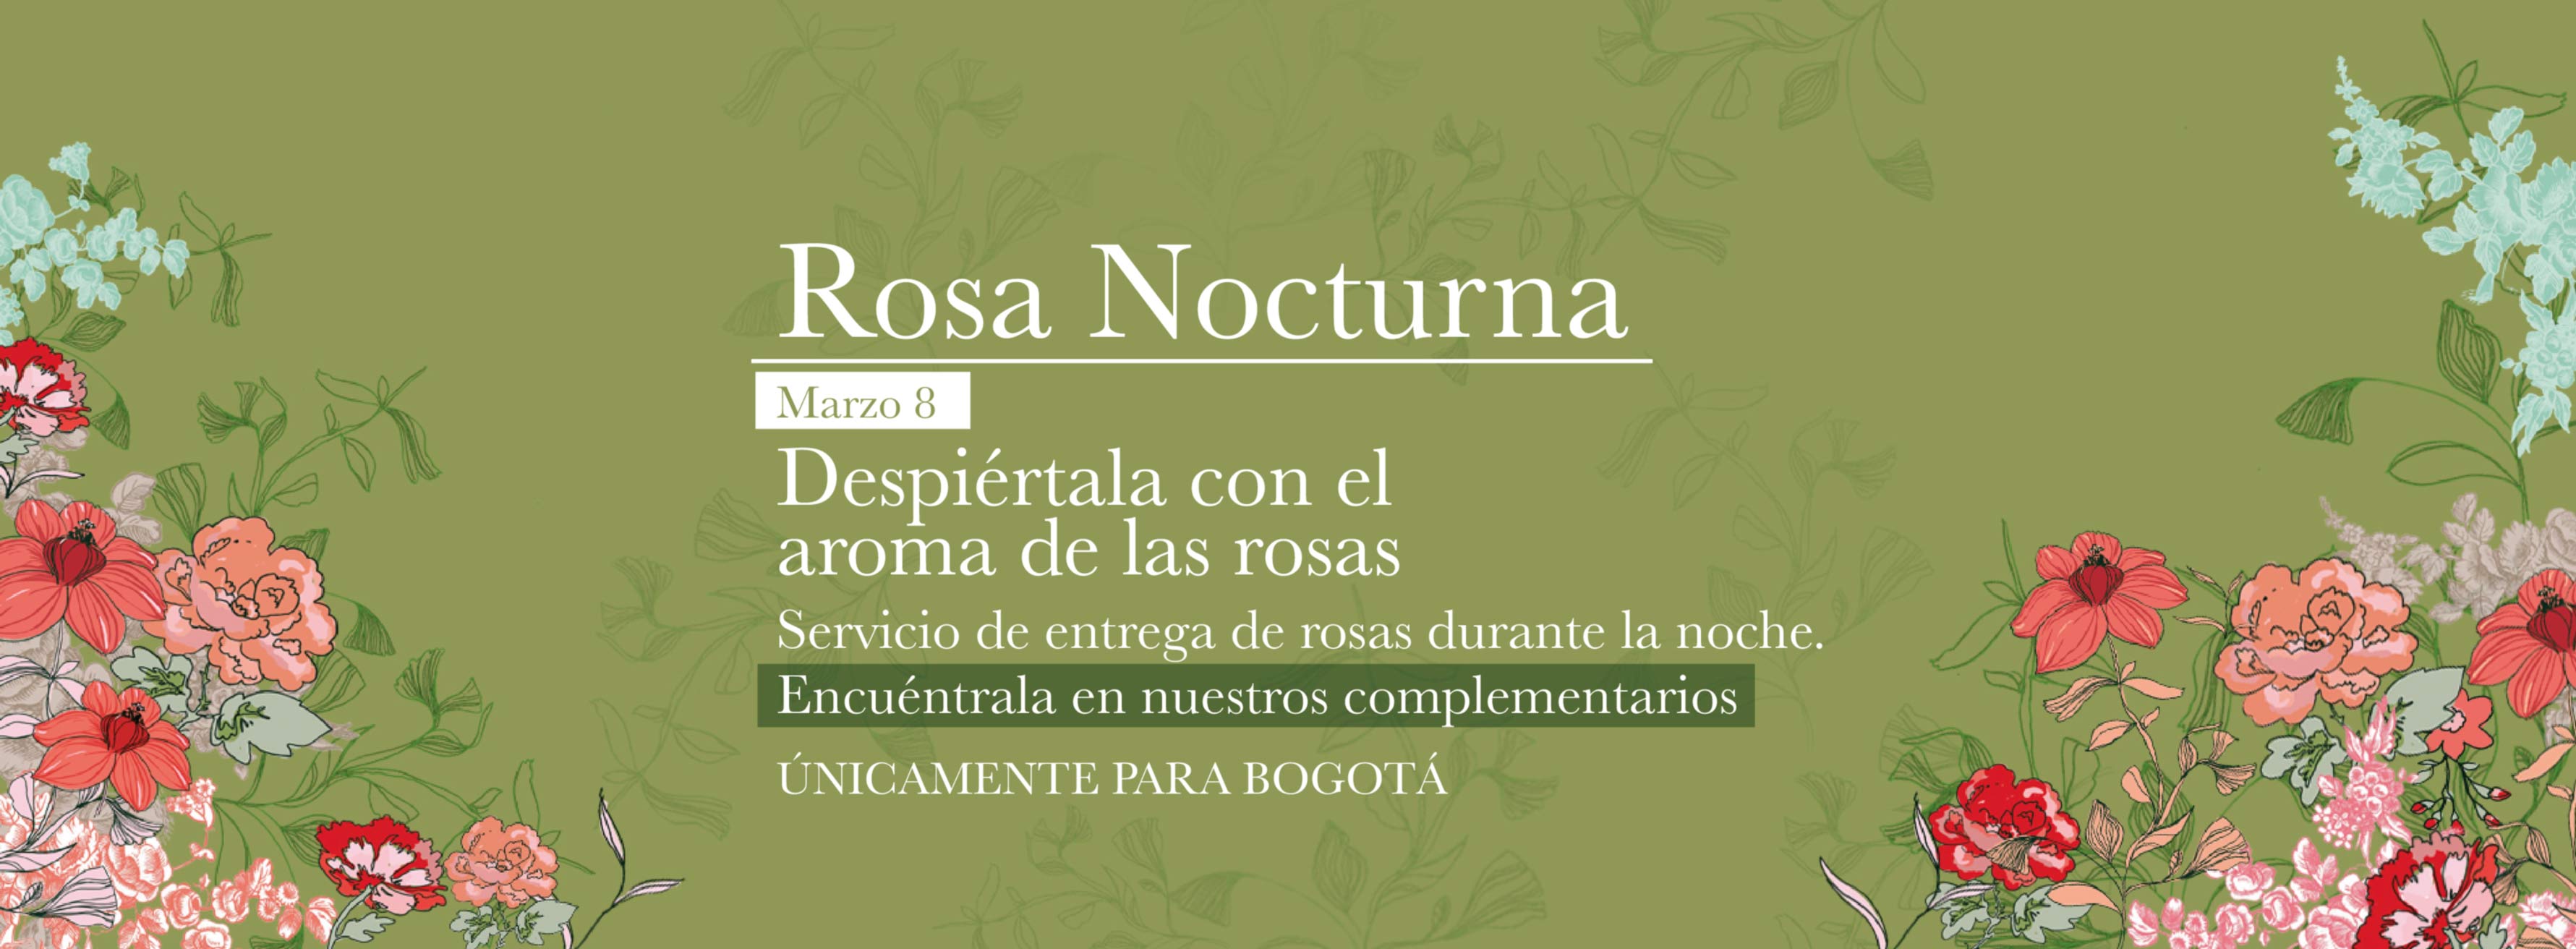 Rosa Nocturna
Marzo 8
Despiértala con el
aroma de las rosas
Servicio de entrega de rosas durante la noche.
Encuéntrala en nuestros complementarios
ÚNICAMENTE PARA BOGOTÁ